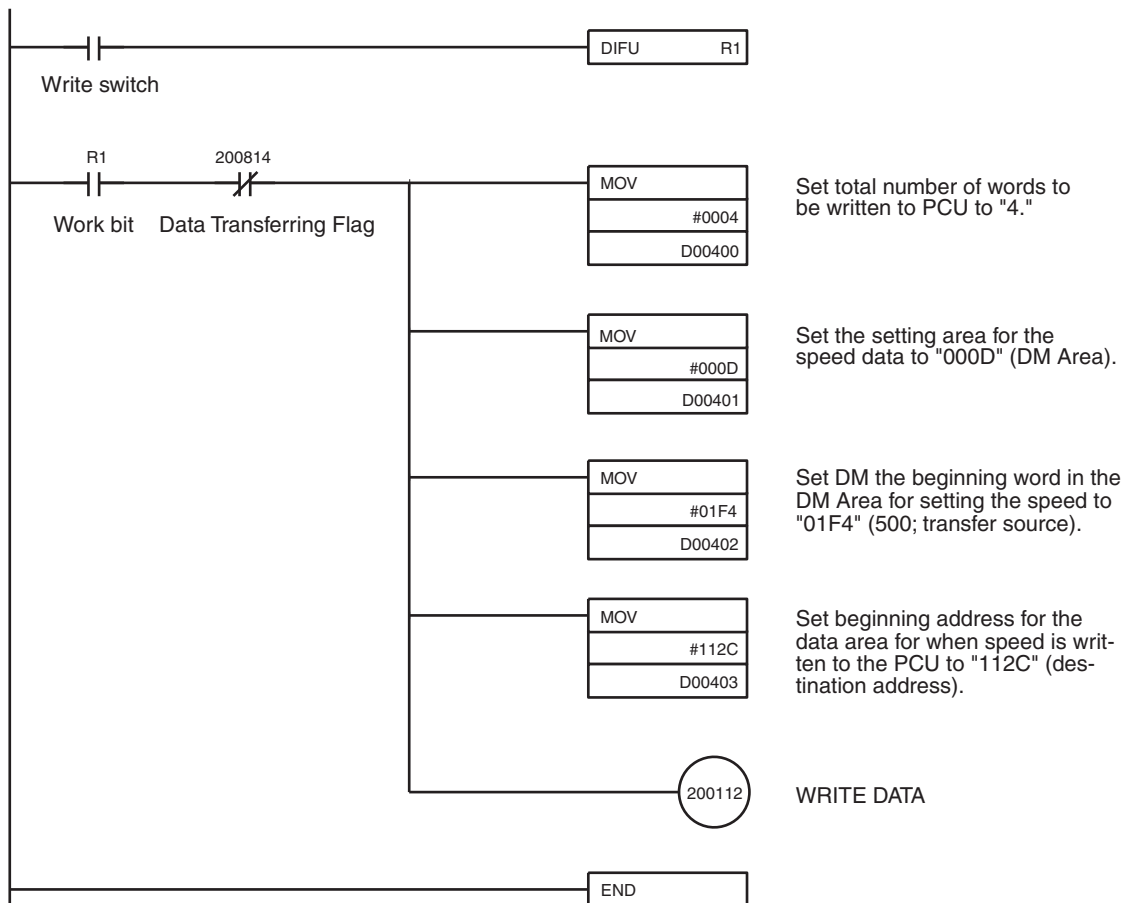 DIFU R1
Write switch
R1 200814
Work bit Data Transferring Flag
MOV
#0004
D00400
Set total number of words to
be written to PCU to "4."
MOV
#000D
D00401
Set the setting area for the
speed data to "000D" (DM Area).
MOV
#01F4
D00402
Set DM the beginning word in the
DM Area for setting the speed to
"01F4" (500; transfer source).
MOV
#112C
D00403
Set beginning address for the
data area for when speed is writ-
ten to the PCU to "112C" (des-
tination address).
200112 WRITE DATA
END